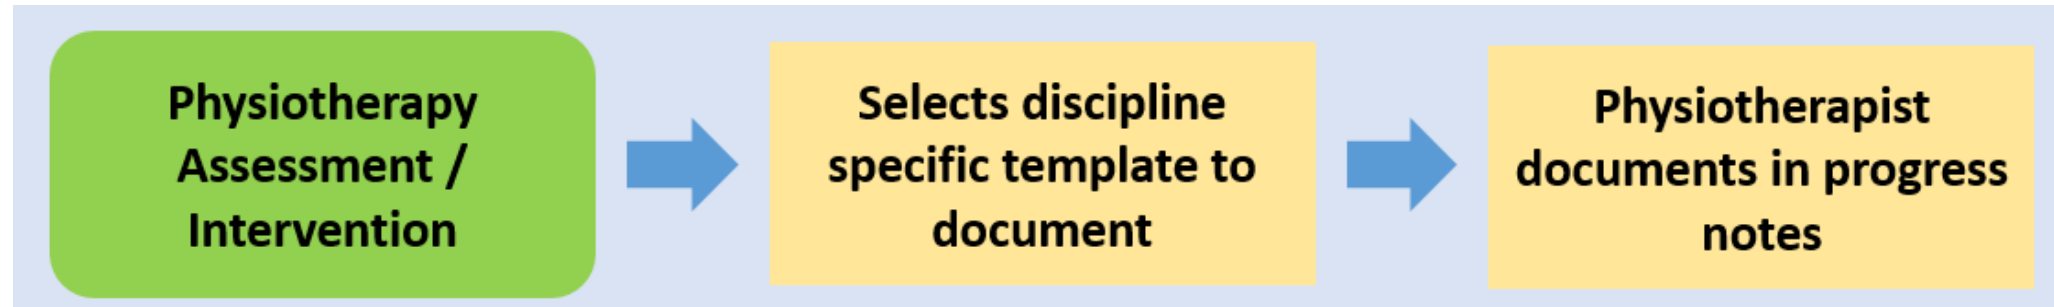 Physiotherapy
Assessment /
Intervention
Selects discipline
specific template to
document
Physiotherapist
documents in progress
notes